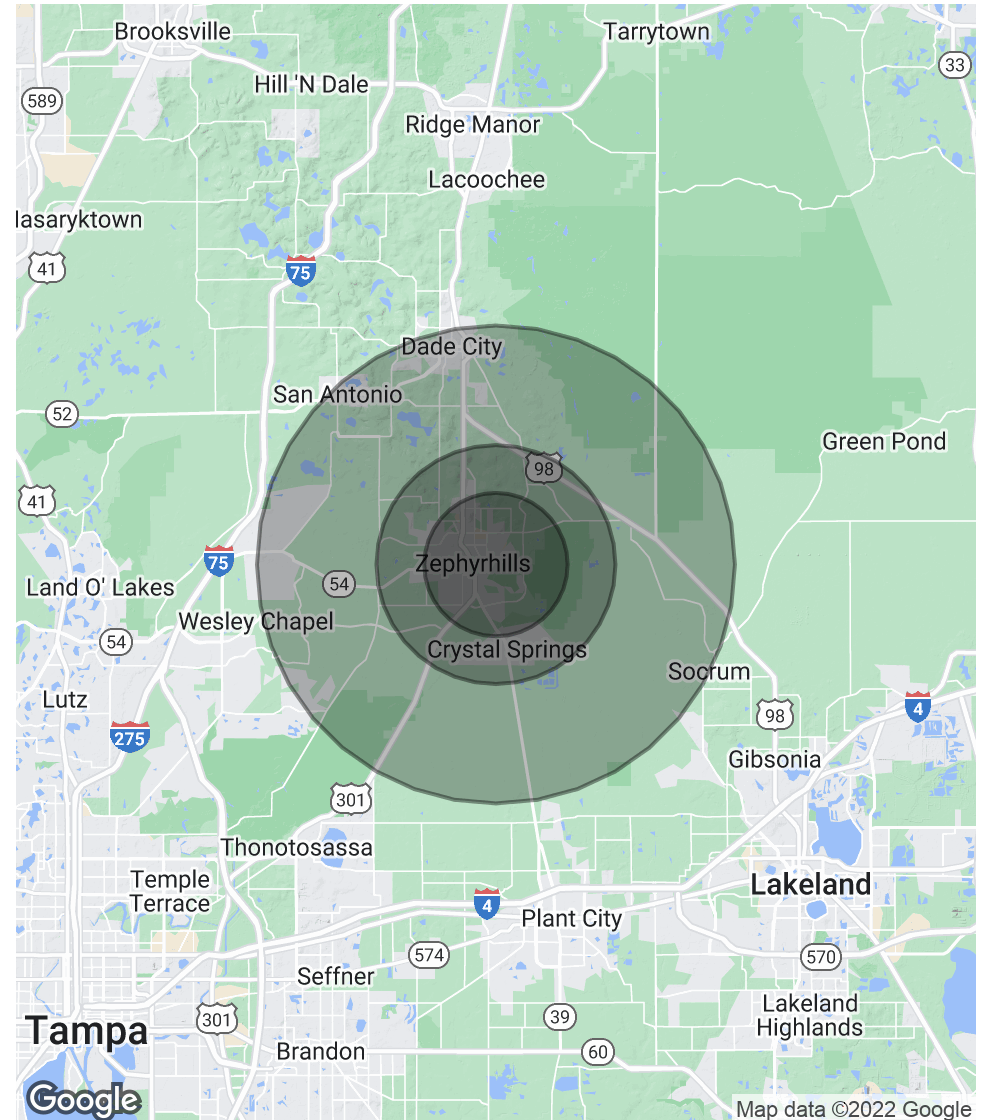 Brooksville
Tarrytown
33
Hill 'N Dale
589
Ridge Manor
Lacoochee
Masaryktown
41
75
Dade City
San Antonio
52
Green Pond
98
41
75
Zephyrhills
54
Land O' Lakes
Wesley Chapel
54
Crystal Springs
Socrum
Lutz
4
98
275
Gibsonia
301
Thonotosassa
Temple
Terrace
Lakeland
4
Plant City
574
570
Seffner
Lakeland
Highlands
301
39
Tampa
Brandon
60
Google
Map data ©2022 Google